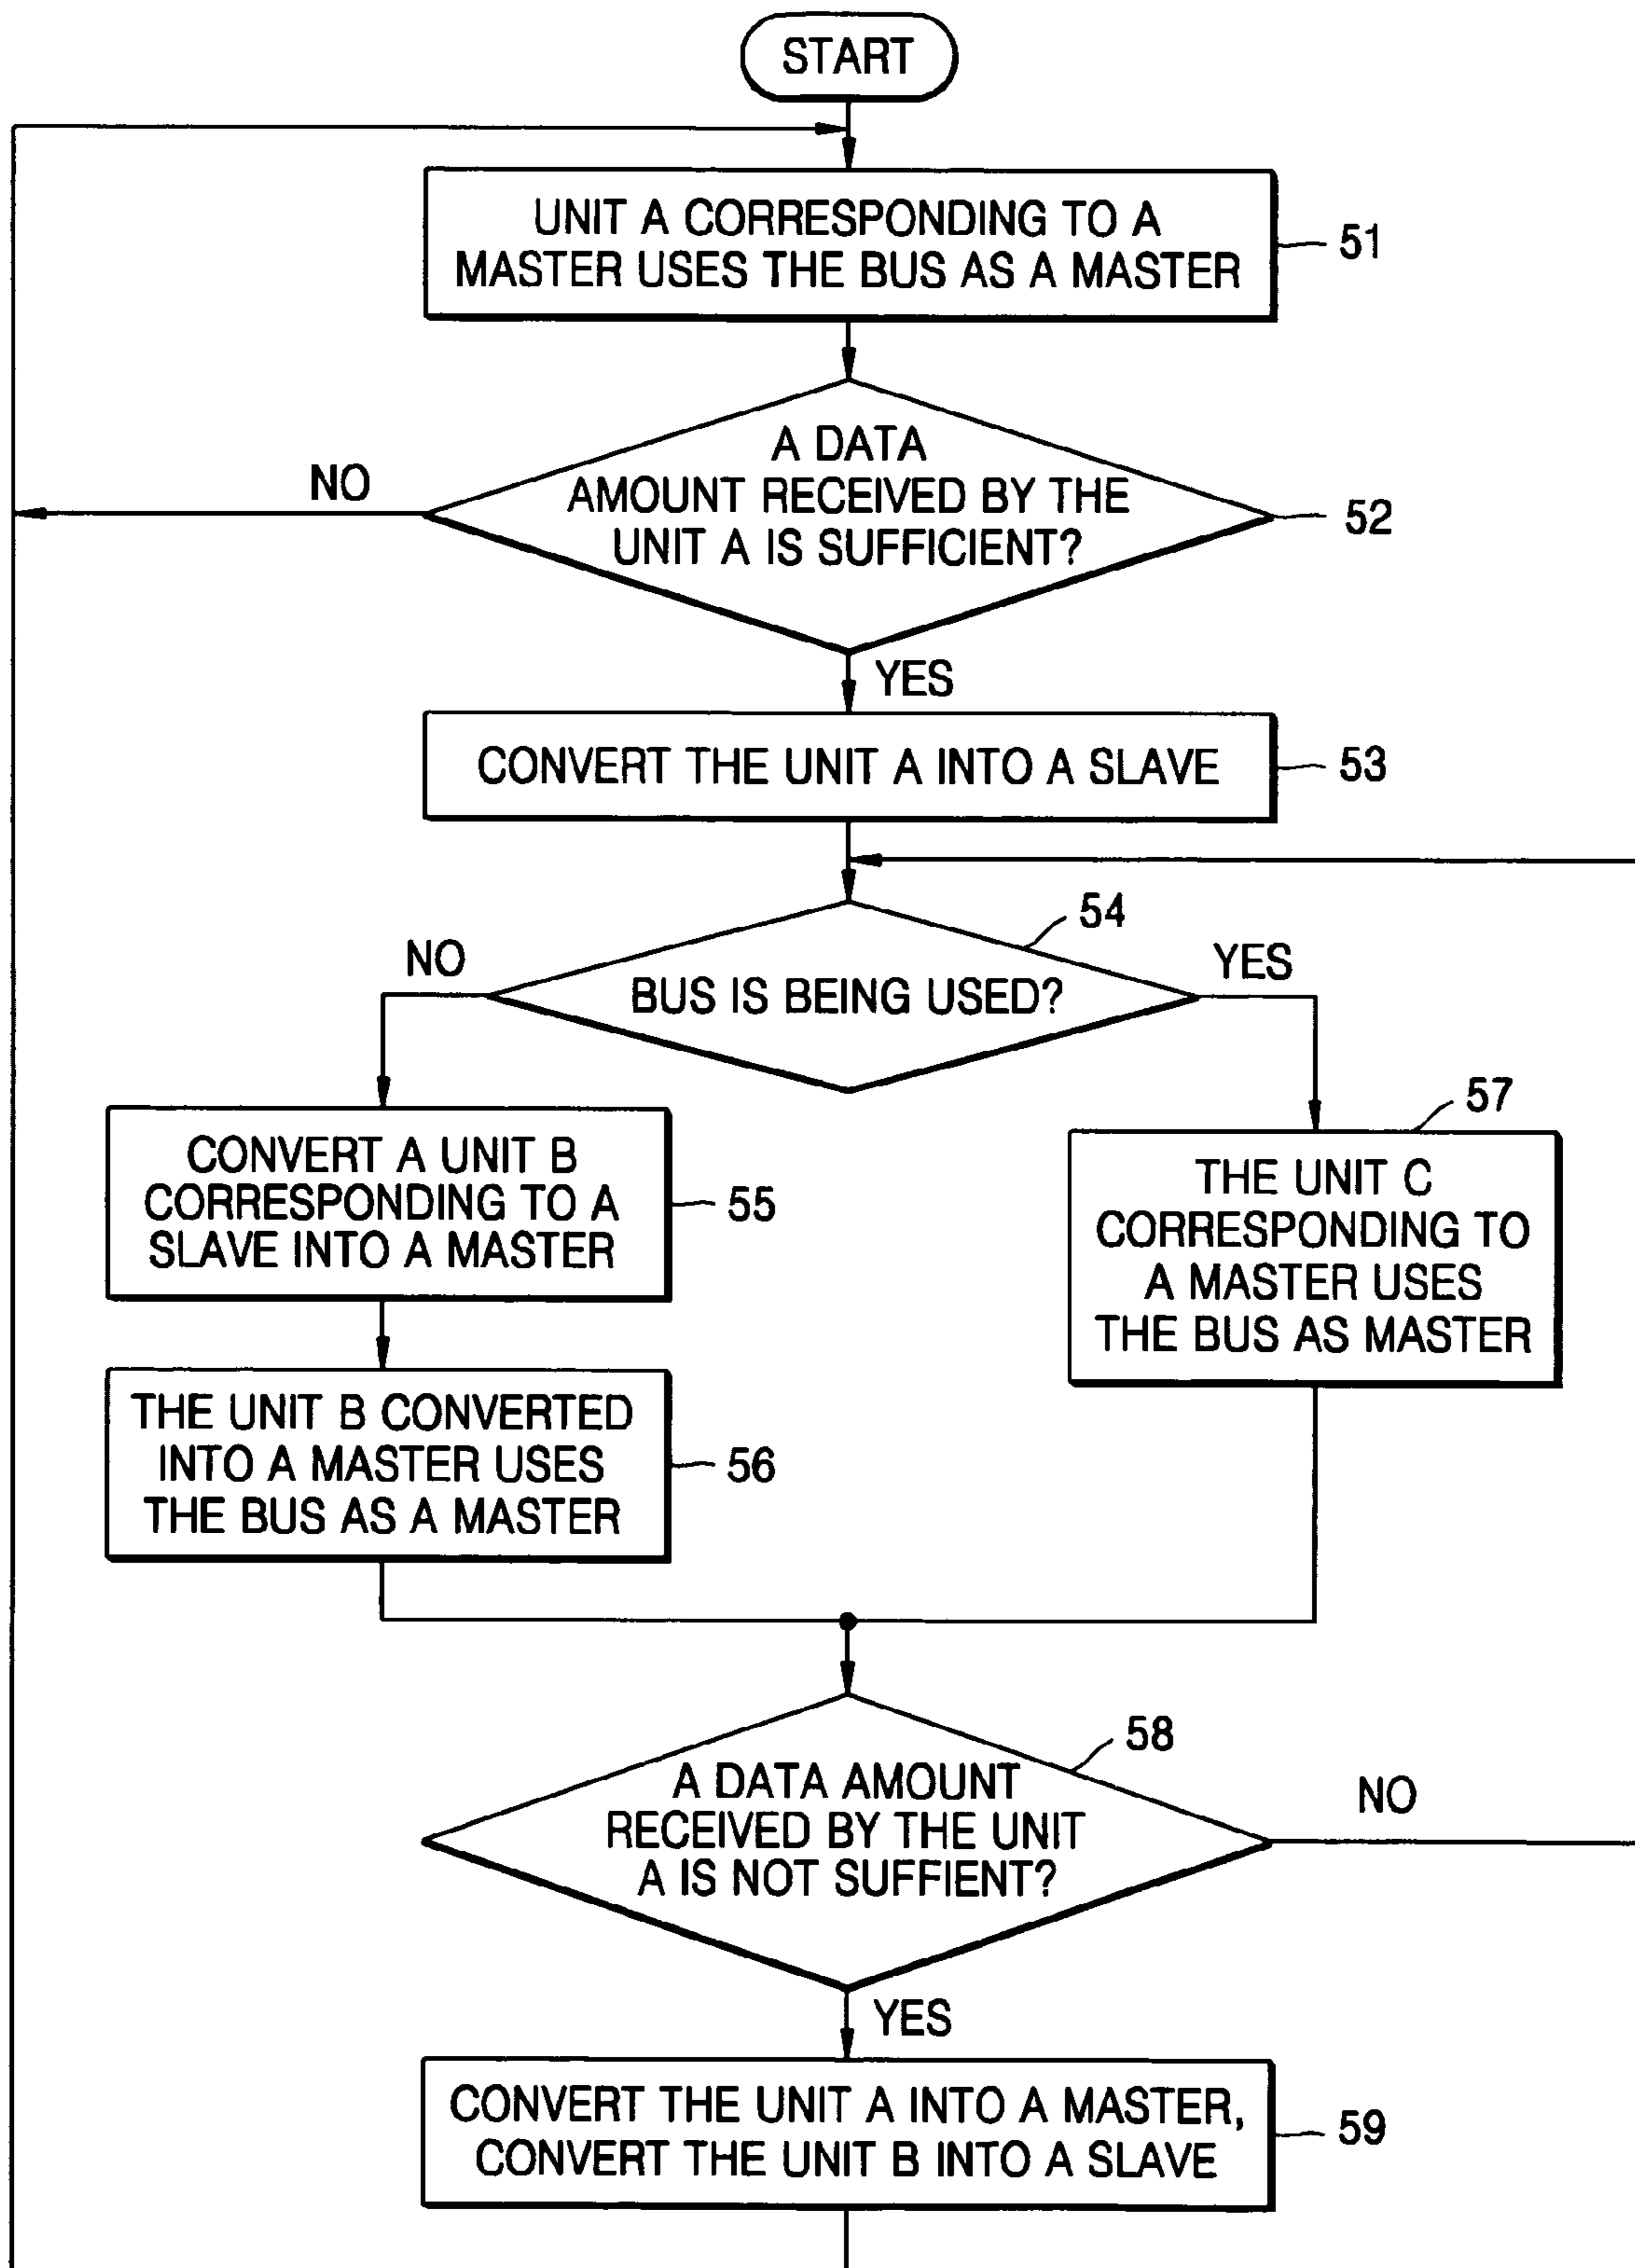 START
UNIT A CORRESPONDING TO A
MASTER USES THE BUS AS A MASTER
51
A DATA
AMOUNT RECEIVED BY THE
UNIT A IS SUFFICIENT?
NO
52
YES
CONVERT THE UNIT A INTO A SLAVE
53
54
NO
YES
BUS IS BEING USED?
CONVERT A UNIT B
CORRESPONDING TO A
SLAVE INTO A MASTER
55
57
THE UNIT C
CORRESPONDING TO
A MASTER USES
THE BUS AS MASTER
THE UNIT B CONVERTED
INTO A MASTER USES
THE BUS AS A MASTER
56
58
A DATA AMOUNT
RECEIVED BY THE UNIT
A IS NOT SUFFIENT?
NO
YES
CONVERT THE UNIT A INTO A MASTER,
CONVERT THE UNIT B INTO A SLAVE
59